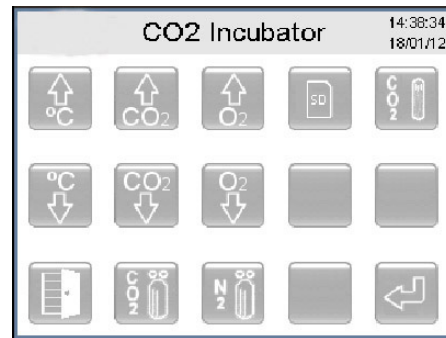 CO2 Incubator
14:38:34
18/01/12
°C
CO2
O2
SD
CO2
°C
CO2
O2
CO2
N2